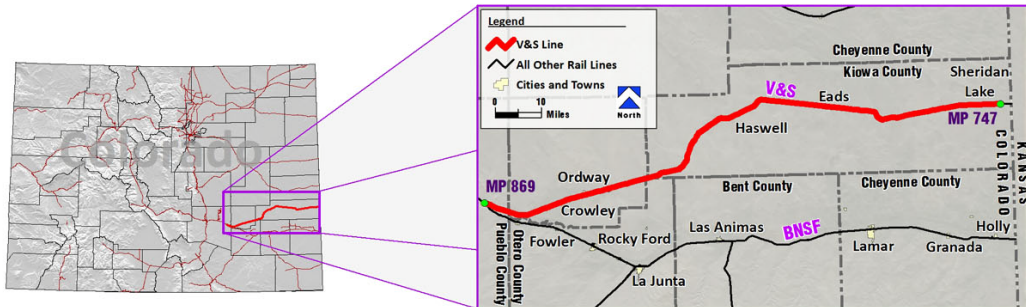 Colorado
Legend
V&S Line
All Other Rail Lines
Cities and Towns
0 10
Miles
North
Cheyenne County
Kiowa County
Sheridan
Lake
V&S
Eads
MP 747
Haswell
MP 869
Ordway
Crowley
Bent County
Cheyenne County
COLORADO
KANSAS
Pueblo County
Otero County
Fowler
Rocky Ford
La Junta
Las Animas
BNSF
Lamar
Granada
Holly